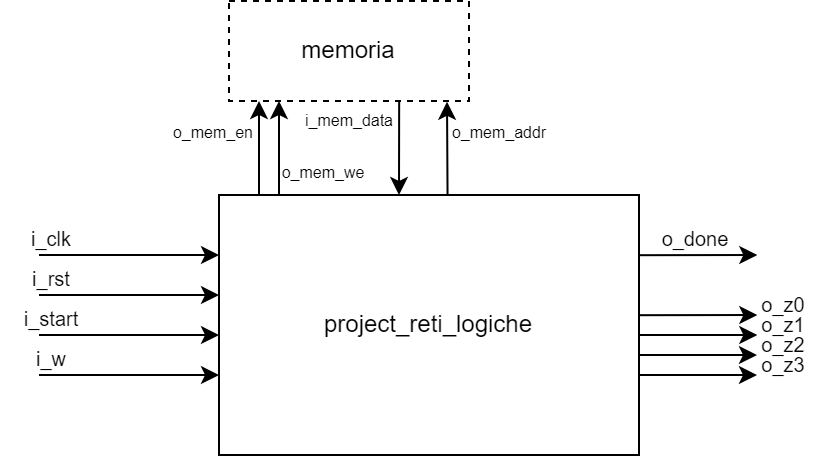 memoria
i_mem_data
o_mem_en
o_mem_addr
o_mem_we
i_clk
o_done
i_rst
o_z0
i_start
project_reti_logiche
o_z1
o_z2
i_w
o_z3